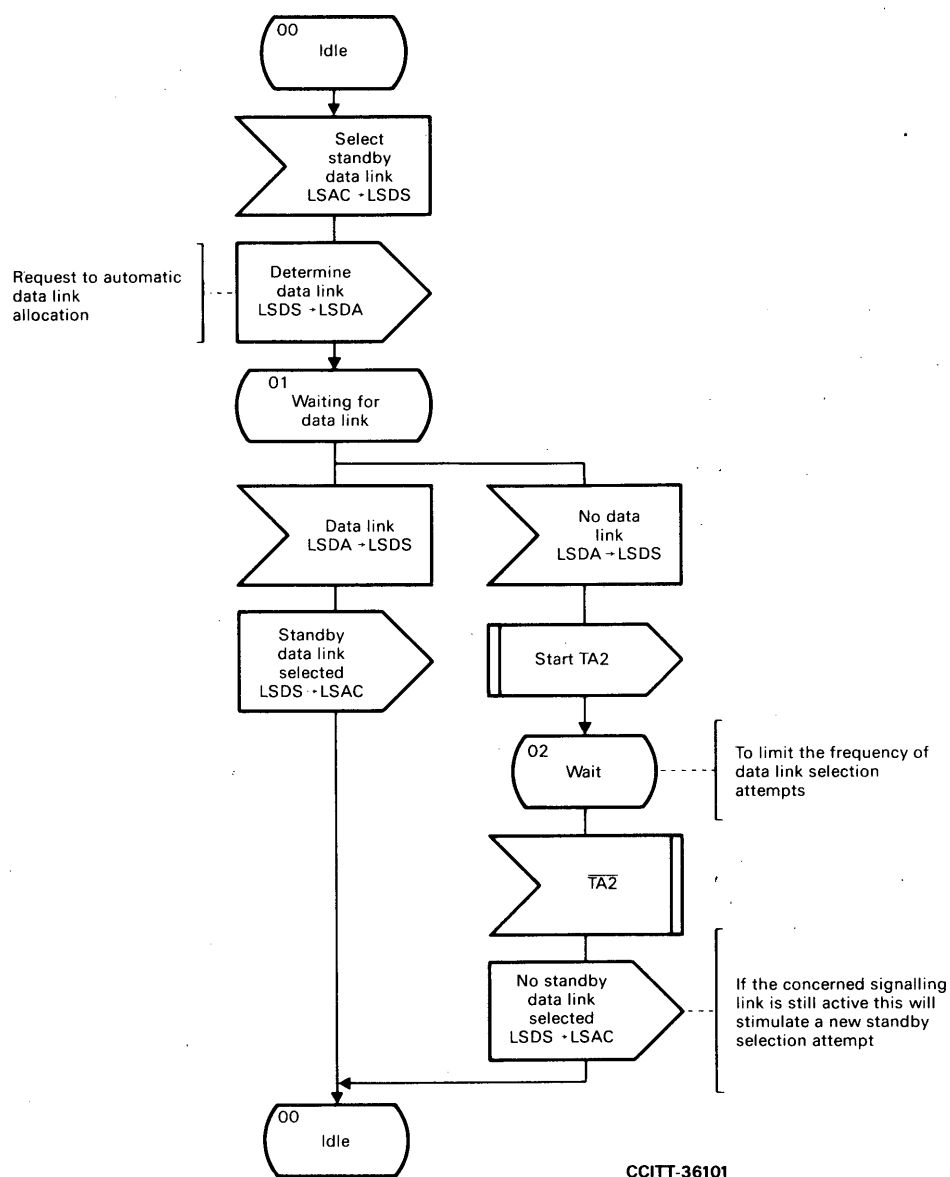 00
Idle
Select
standby
data link
LSAC → LSDS
Request to automatic
data link
allocation
Determine
data link
LSDS → LSDA
01
Waiting for
data link
Data link
LSDA → LSDS
No data
link
LSDA → LSDS
Standby
data link
selected
LSDS → LSAC
Start TA2
02
Wait
To limit the frequency of
data link selection
attempts
T̅A̅2̅
No standby
data link
selected
LSDS → LSAC
If the concerned signalling
link is still active this will
stimulate a new standby
selection attempt
00
Idle
CCITT-36101